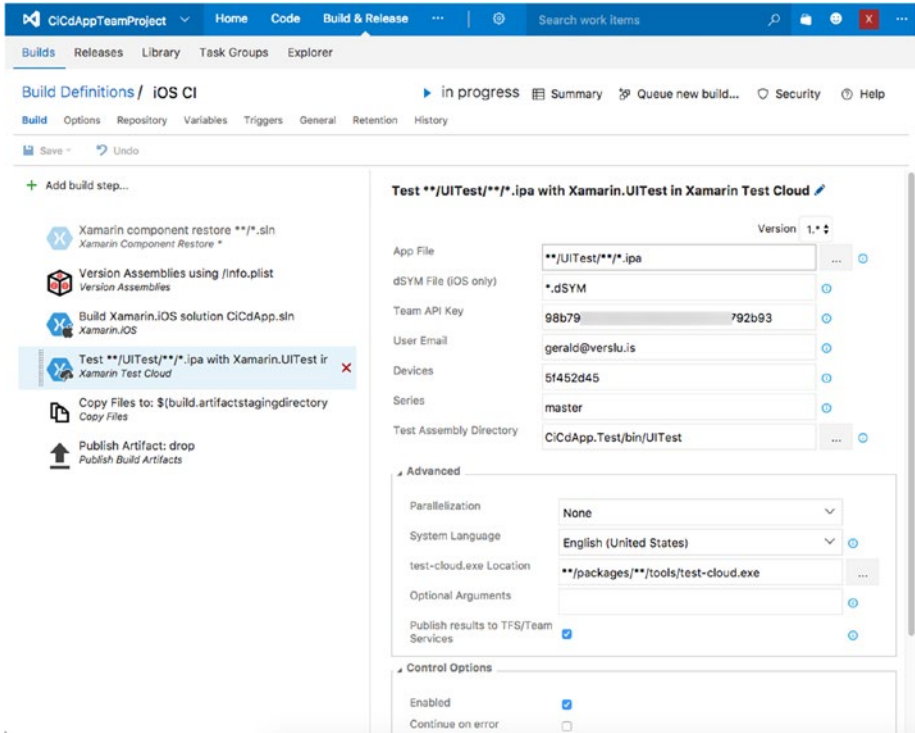 CiCdAppTeamProject Home Code Build & Release ... Search work items X ...
Builds Releases Library Task Groups Explorer
Build Definitions / iOS CI in progress Summary Queue new build... Security Help
Build Options Repository Variables Triggers General Retention History
Save Undo
+ Add build step...
Xamarin component restore **/*.sln
Xamarin Component Restore *
Version Assemblies using /Info.plist
Version Assemblies
Build Xamarin.iOS solution CiCdApp.sln
Xamarin.iOS
Test **/UITest/**/*.ipa with Xamarin.UITest ir
Xamarin Test Cloud
Copy Files to: $(build.artifactstagingdirectory
Copy Files
Publish Artifact: drop
Publish Build Artifacts
Test **/UITest/**/*.ipa with Xamarin.UITest in Xamarin Test Cloud
Version 1.*
App File **/UITest/**/*.ipa ...
dSYM File (iOS only) *.dSYM
Team API Key 98b79 792b93
User Email gerald@verslu.is
Devices 5f452d45
Series master
Test Assembly Directory CiCdApp.Test/bin/UITest ...
Advanced
Parallelization None
System Language English (United States)
test-cloud.exe Location **/packages/**/tools/test-cloud.exe ...
Optional Arguments
Publish results to TFS/Team
Services
Control Options
Enabled
Continue on error